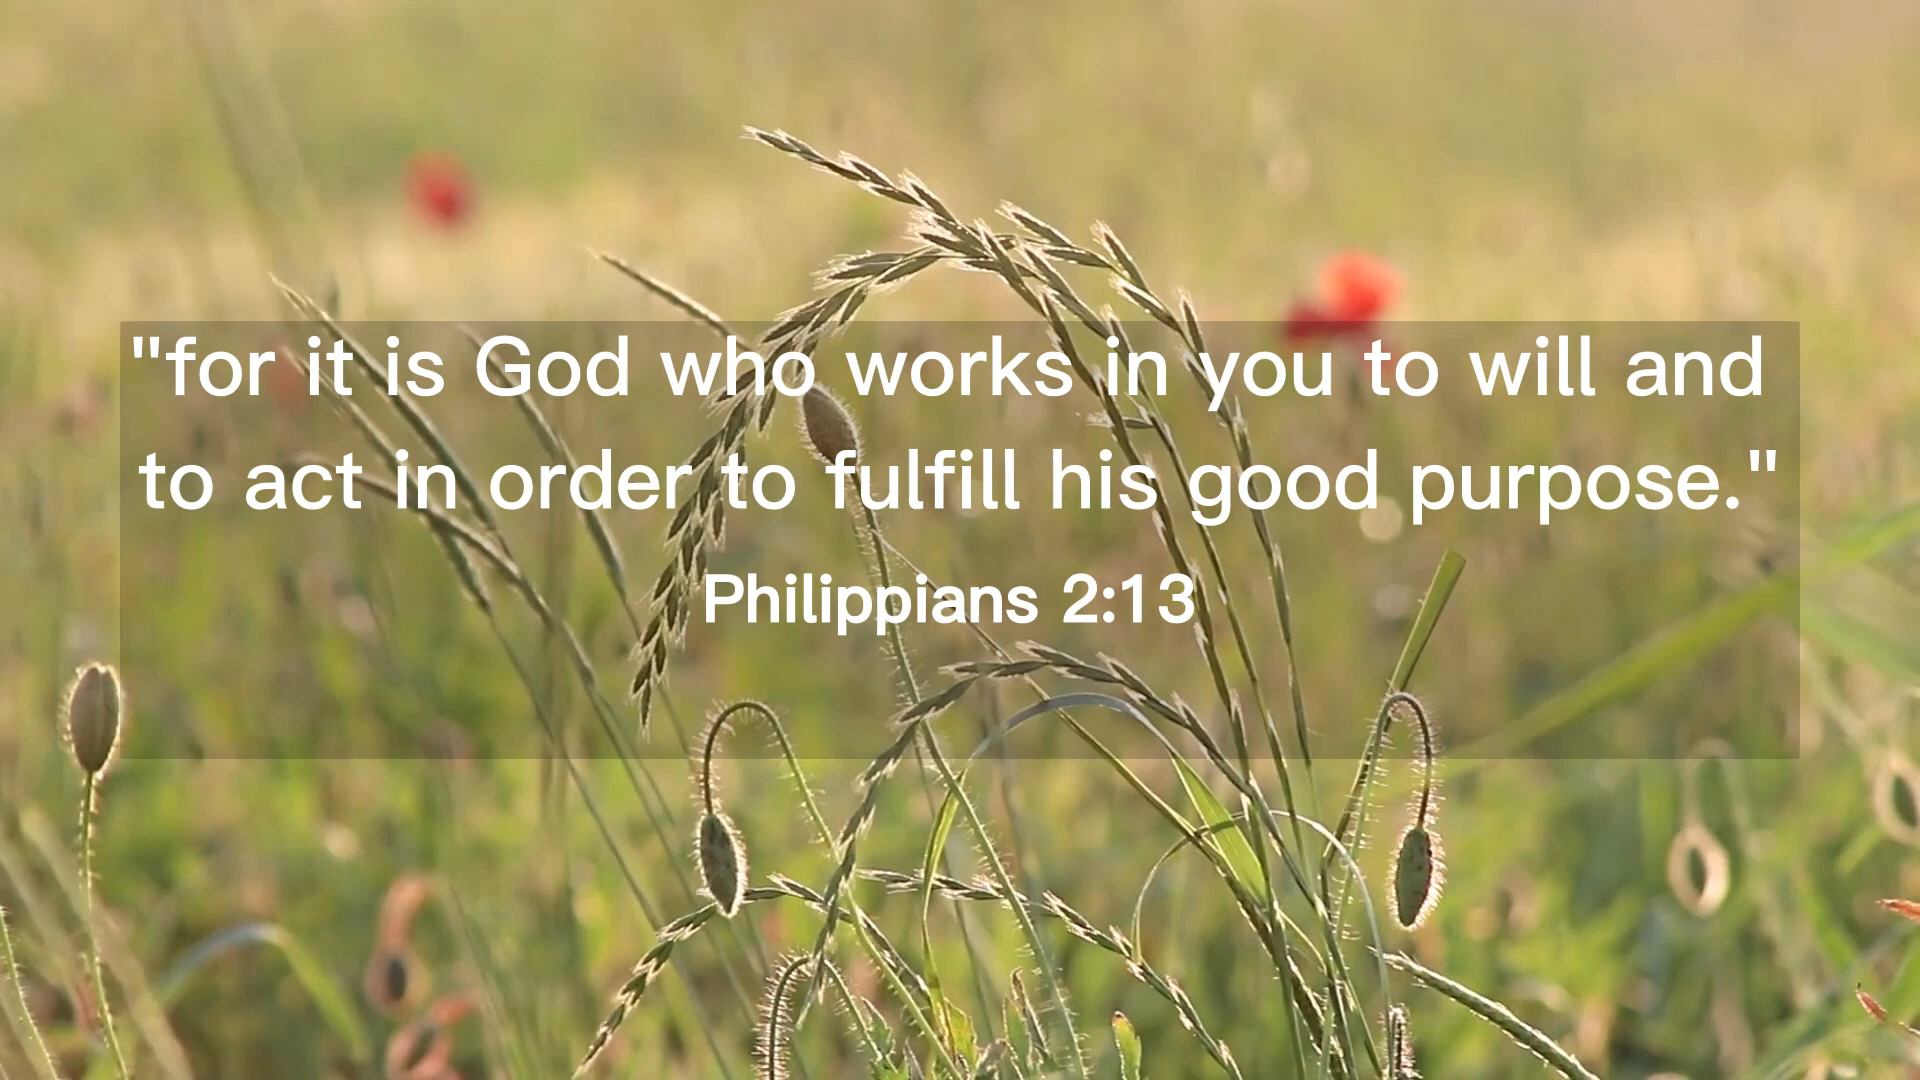 "for it is God who works in you to will and
to act in order to fulfill his good purpose."
Philippians 2:13